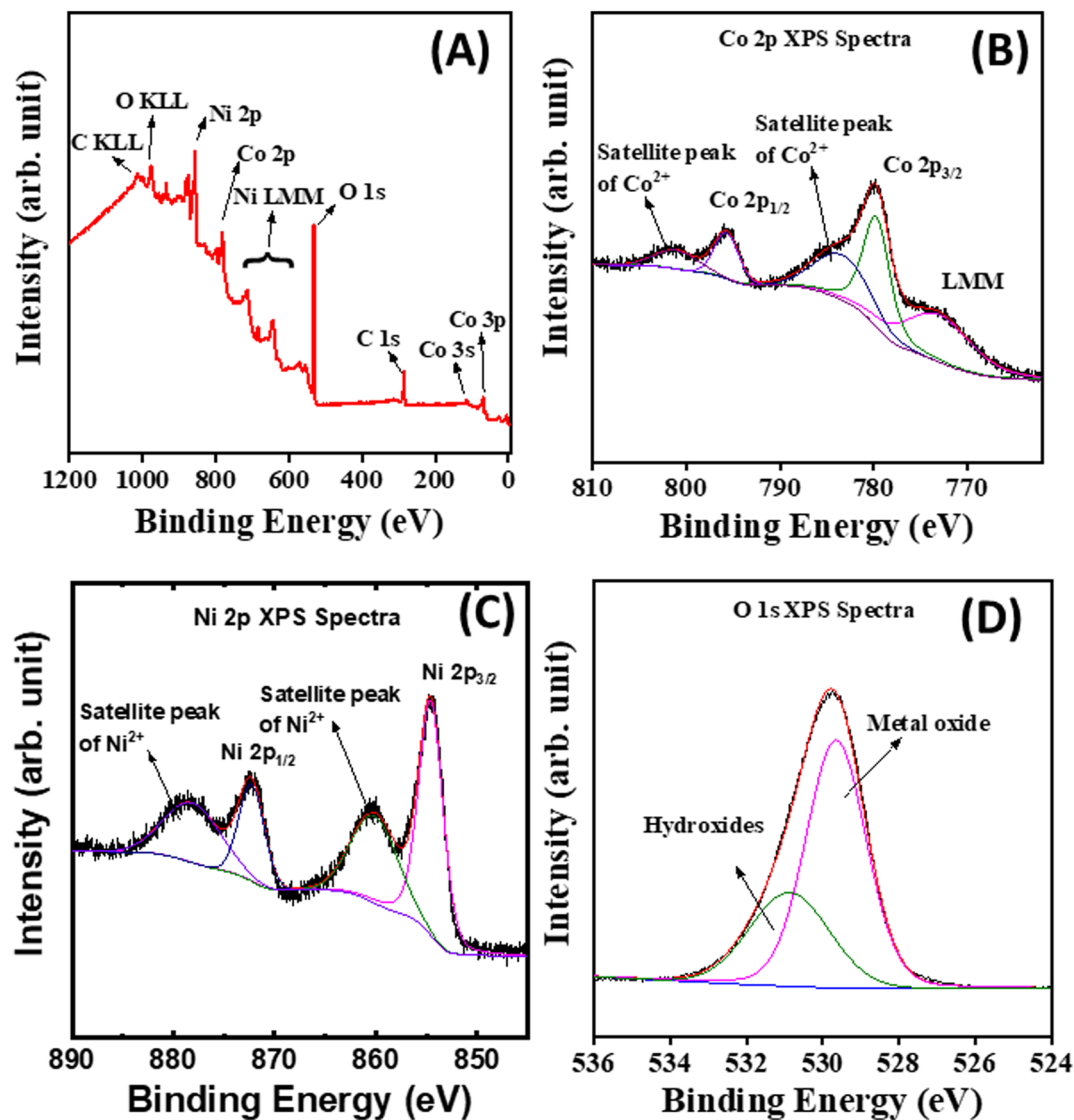 (A)
O KLL
C KLL
Ni 2p
Co 2p
Ni LMM
O 1s
C 1s
Co 3s
Co 3p
Intensity (arb. unit)
1200 1000 800 600 400 200 0
Binding Energy (eV)
(B)
Co 2p XPS Spectra
Satellite peak
of Co²⁺
Satellite peak
of Co²⁺
Co 2p₁/₂
Co 2p₃/₂
LMM
Intensity (arb. unit)
810 800 790 780 770
Binding Energy (eV)
(C)
Ni 2p XPS Spectra
Satellite peak
of Ni²⁺
Ni 2p₁/₂
Satellite peak
of Ni²⁺
Ni 2p₃/₂
Intensity (arb. unit)
890 880 870 860 850
Binding Energy (eV)
(D)
O 1s XPS Spectra
Metal oxide
Hydroxides
Intensity (arb. unit)
536 534 532 530 528 526 524
Binding Energy (eV)